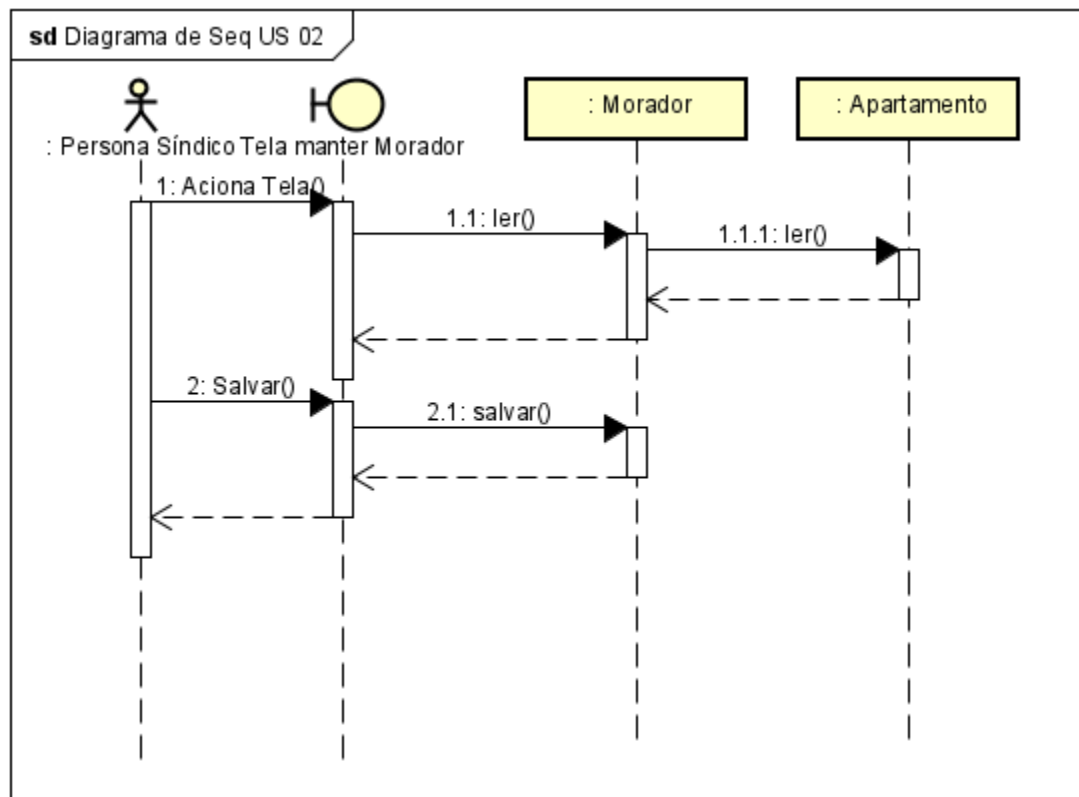 sd Diagrama de Seq US 02
: Morador
: Apartamento
: Persona Síndico
Tela manter Morador
1: Aciona Tela()
1.1: ler()
1.1.1: ler()
2: Salvar()
2.1: salvar()